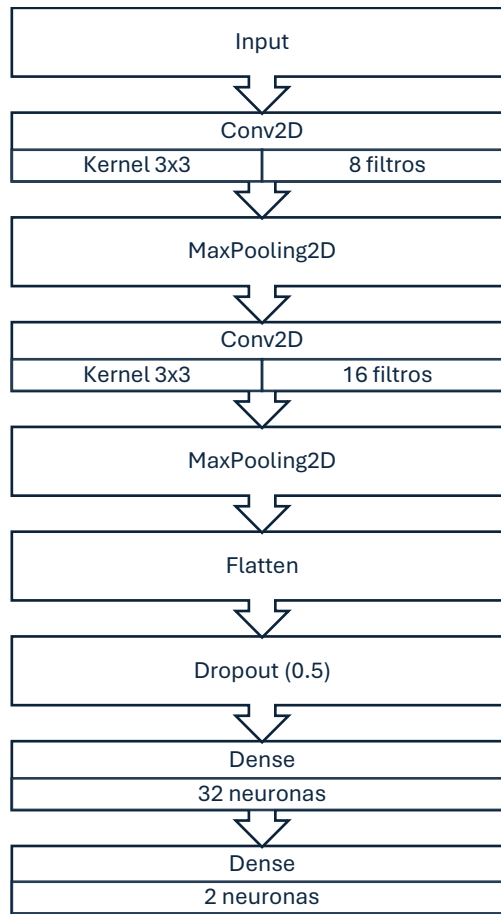 Input
Conv2D
Kernel 3x3 8 filtros
MaxPooling2D
Conv2D
Kernel 3x3 16 filtros
MaxPooling2D
Flatten
Dropout (0.5)
Dense
32 neuronas
Dense
2 neuronas